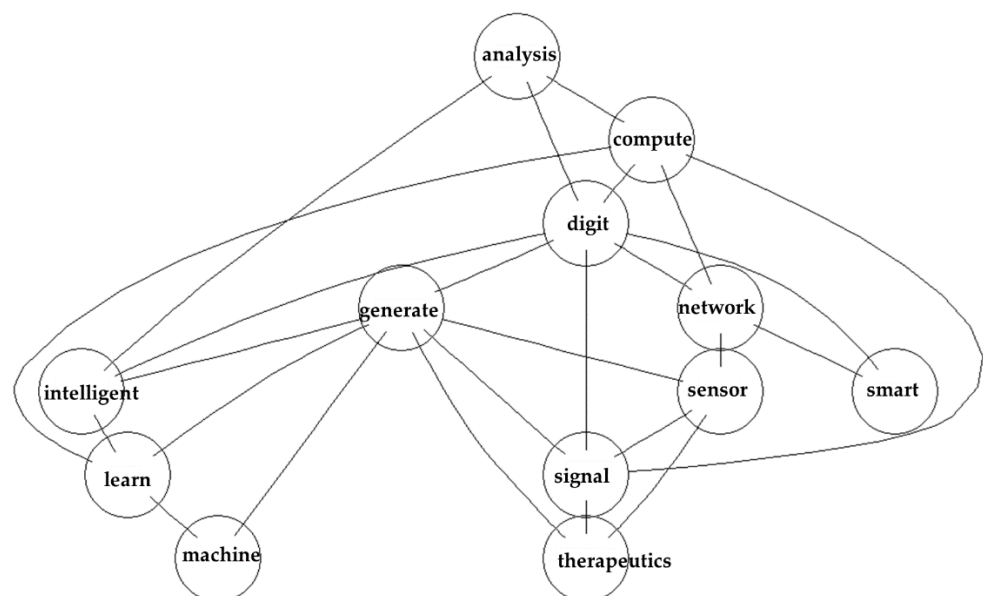 analysis
compute
digit
generate
network
intelligent
sensor
smart
learn
signal
machine
therapeutics